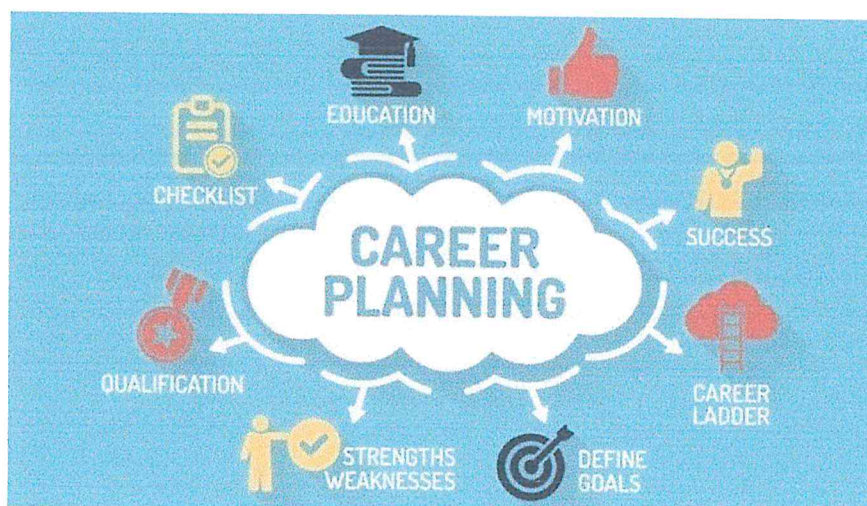 EDUCATION
MOTIVATION
CHECKLIST
SUCCESS
CAREER
PLANNING
QUALIFICATION
CAREER
LADDER
STRENGTHS
WEAKNESSES
DEFINE
GOALS